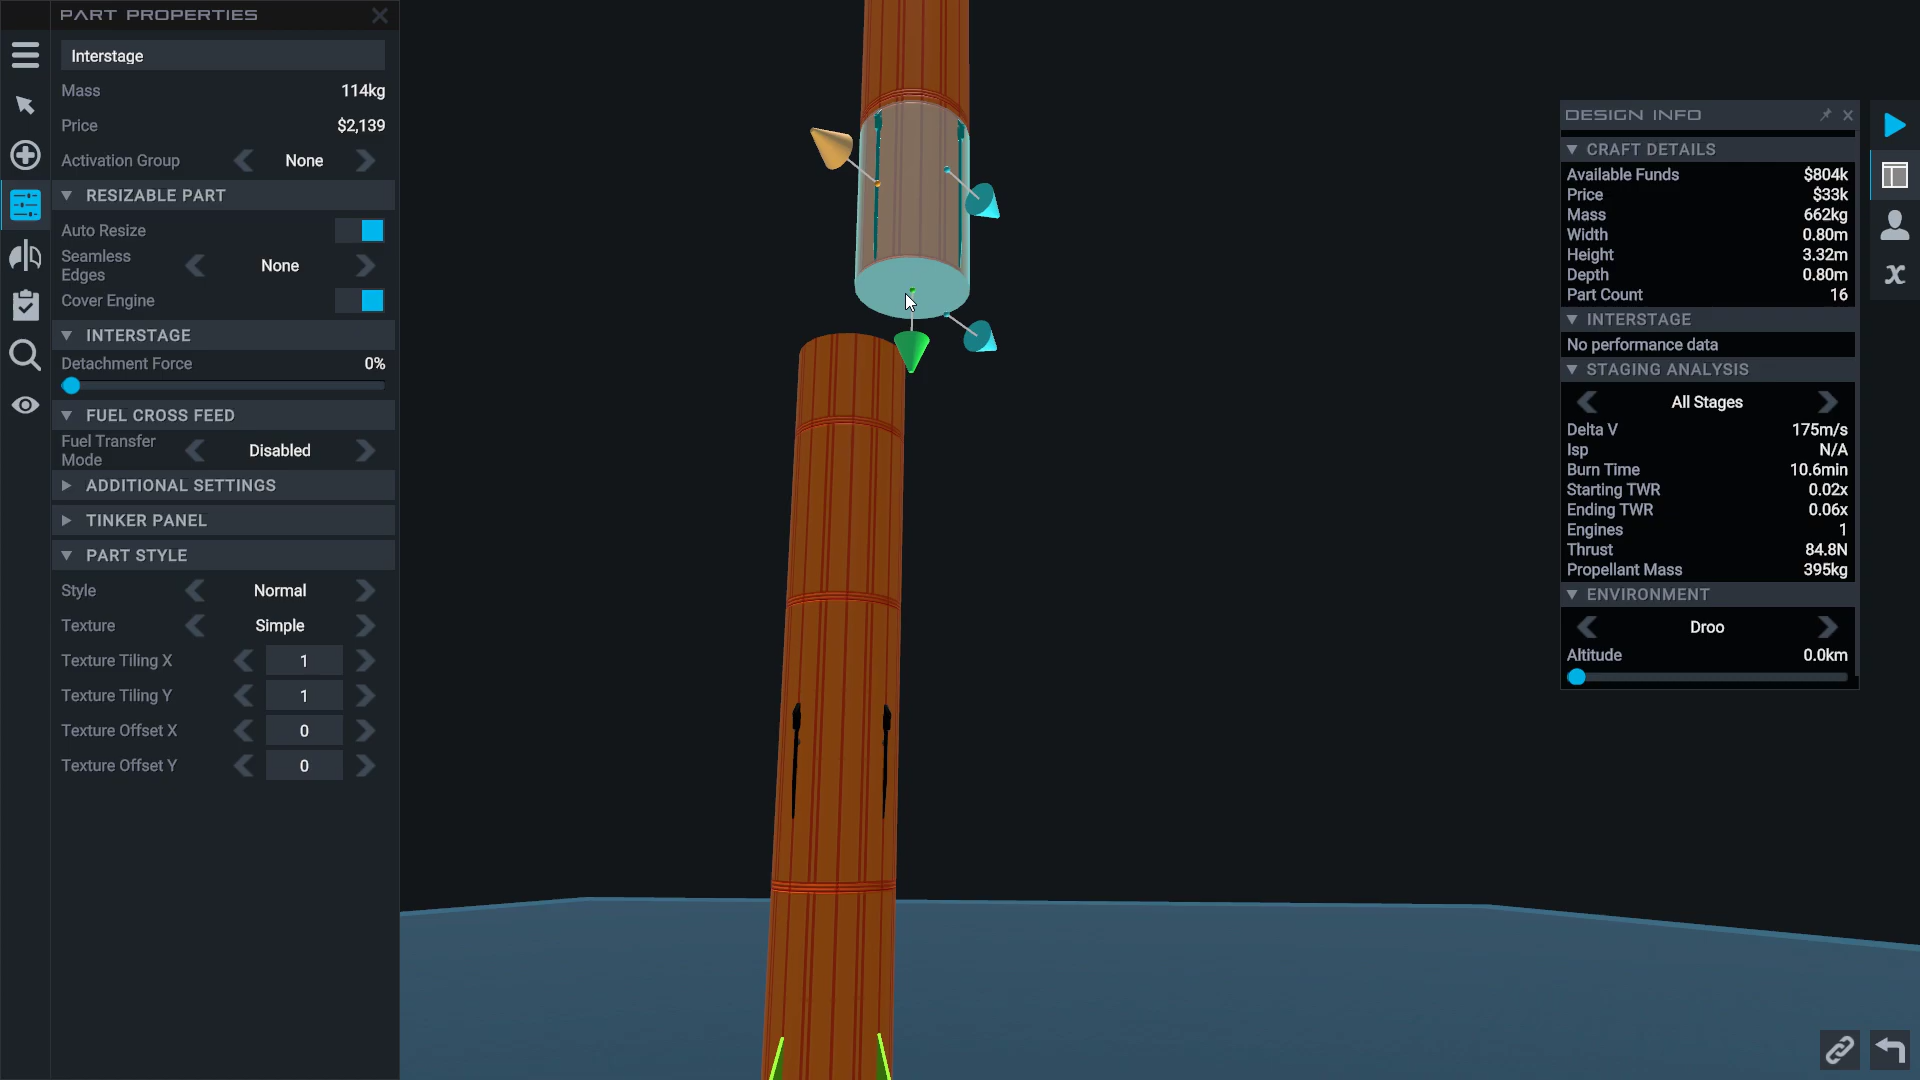 PART PROPERTIES
Interstage
Mass 114kg
Price $2,139
Activation Group None
RESIZABLE PART
Auto Resize
Seamless Edges None
Cover Engine
INTERSTAGE
Detachment Force 0%
FUEL CROSS FEED
Fuel Transfer Mode Disabled
ADDITIONAL SETTINGS
TINKER PANEL
PART STYLE
Style Normal
Texture Simple
Texture Tiling X 1
Texture Tiling Y 1
Texture Offset X 0
Texture Offset Y 0
DESIGN INFO
CRAFT DETAILS
Available Funds $804k
Price $33k
Mass 662kg
Width 0.80m
Height 3.32m
Depth 0.80m
Part Count 16
INTERSTAGE
No performance data
STAGING ANALYSIS
All Stages
Delta V 175m/s
Isp N/A
Burn Time 10.6min
Starting TWR 0.02x
Ending TWR 0.06x
Engines 1
Thrust 84.8N
Propellant Mass 395kg
ENVIRONMENT
Droo
Altitude 0.0km
x